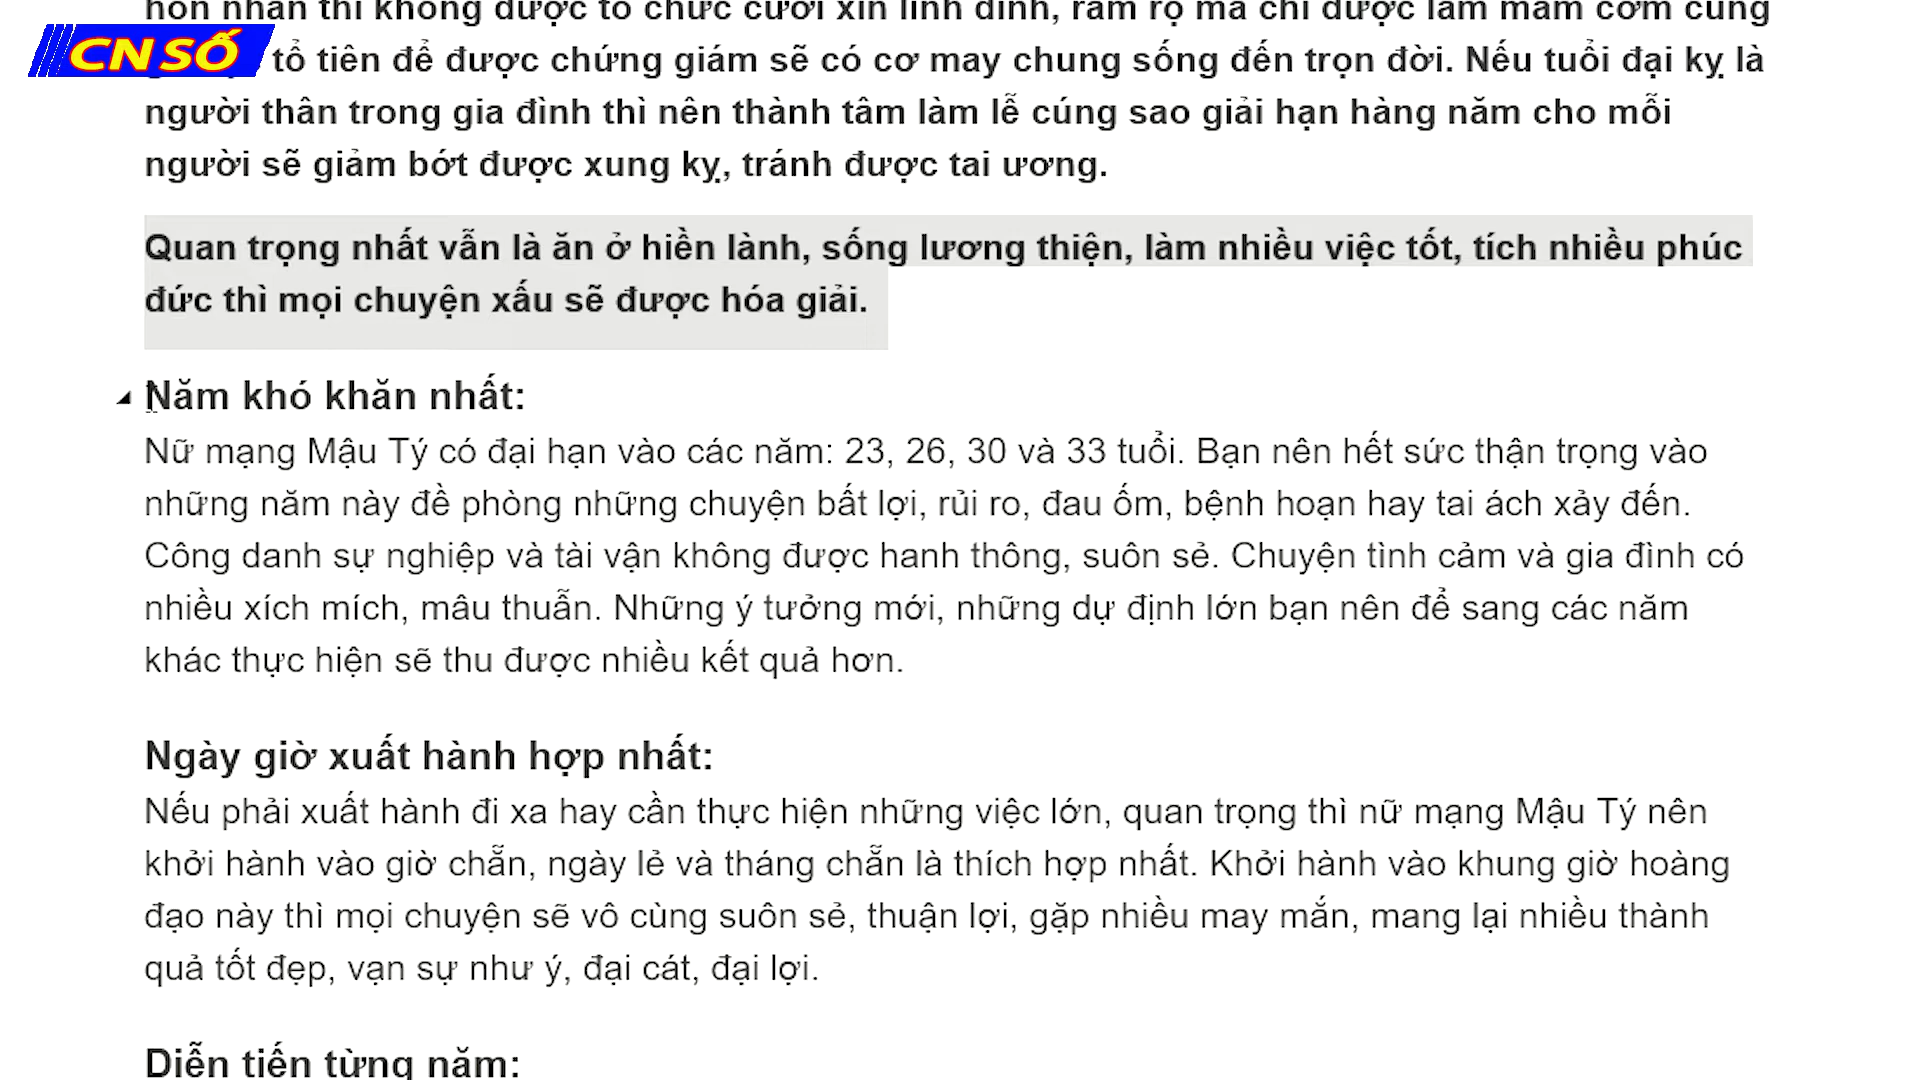 hôn nhân thì không được tổ chức cưới xin linh đình, rầm rộ mà chỉ được làm mâm cơm cúng
CN SỐ
tổ tiên để được chứng giám sẽ có cơ may chung sống đến trọn đời. Nếu tuổi đại kỵ là
người thân trong gia đình thì nên thành tâm làm lễ cúng sao giải hạn hàng năm cho mỗi
người sẽ giảm bớt được xung kỵ, tránh được tai ương.
Quan trọng nhất vẫn là ăn ở hiền lành, sống lương thiện, làm nhiều việc tốt, tích nhiều phúc
đức thì mọi chuyện xấu sẽ được hóa giải.
Năm khó khăn nhất:
Nữ mạng Mậu Tý có đại hạn vào các năm: 23, 26, 30 và 33 tuổi. Bạn nên hết sức thận trọng vào
những năm này đề phòng những chuyện bất lợi, rủi ro, đau ốm, bệnh hoạn hay tai ách xảy đến.
Công danh sự nghiệp và tài vận không được hanh thông, suôn sẻ. Chuyện tình cảm và gia đình có
nhiều xích mích, mâu thuẫn. Những ý tưởng mới, những dự định lớn bạn nên để sang các năm
khác thực hiện sẽ thu được nhiều kết quả hơn.
Ngày giờ xuất hành hợp nhất:
Nếu phải xuất hành đi xa hay cần thực hiện những việc lớn, quan trọng thì nữ mạng Mậu Tý nên
khởi hành vào giờ chẵn, ngày lẻ và tháng chẵn là thích hợp nhất. Khởi hành vào khung giờ hoàng
đạo này thì mọi chuyện sẽ vô cùng suôn sẻ, thuận lợi, gặp nhiều may mắn, mang lại nhiều thành
quả tốt đẹp, vạn sự như ý, đại cát, đại lợi.
Diễn tiến từng năm: